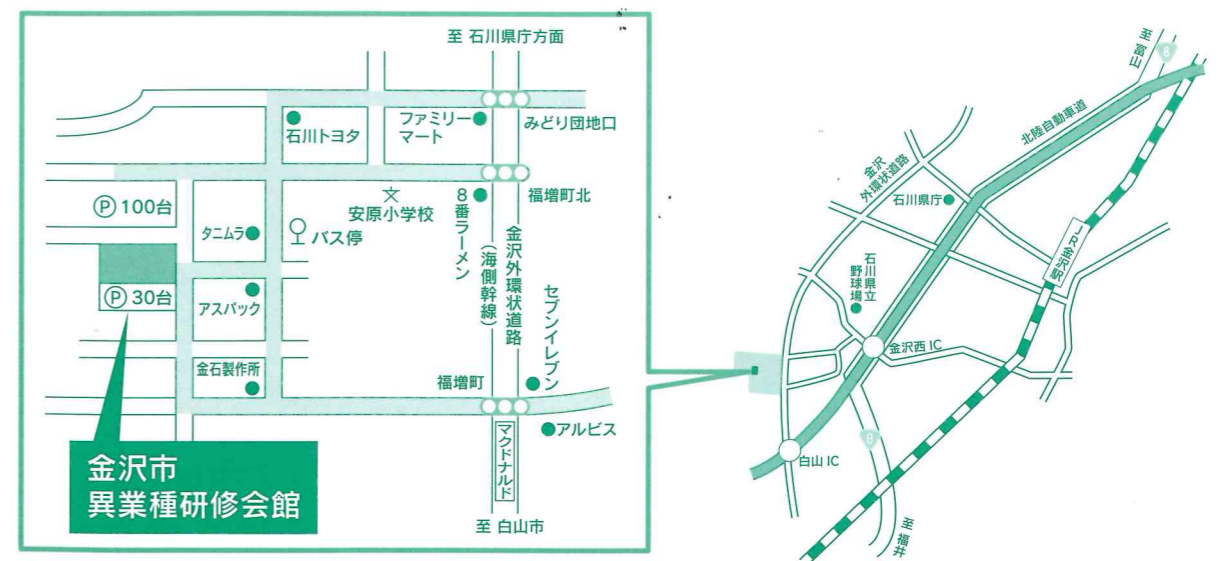 至 石川県庁方面
石川トヨタ
ファミリー
マート
みどり団地口
Ⓟ100台
安原小学校
8番ラーメン
福増町北
タニムラ
バス停
金沢外環状道路
(海側幹線)
Ⓟ30台
アスパック
セブンイレブン
金石製作所
福増町
アルビス
マクドナルド
金沢市
異業種研修会館
至 白山市
至 富山
8
北陸自動車道
金沢
外環状道路
石川県庁
JR金沢駅
石川県立
野球場
金沢西IC
8
白山IC
至 福井